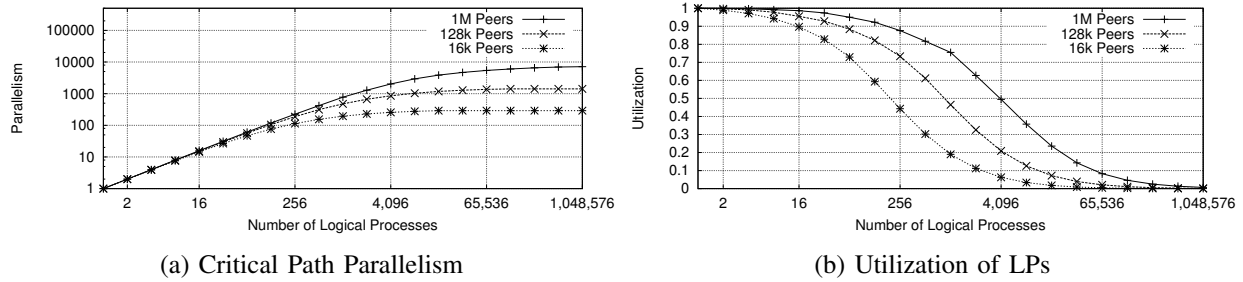 1M Peers
128k Peers
16k Peers
100000
10000
1000
100
10
1
Parallelism
2
16
256
4,096
65,536
1,048,576
Number of Logical Processes
(a) Critical Path Parallelism
1M Peers
128k Peers
16k Peers
1
0.9
0.8
0.7
0.6
0.5
0.4
0.3
0.2
0.1
0
Utilization
2
16
256
4,096
65,536
1,048,576
Number of Logical Processes
(b) Utilization of LPs